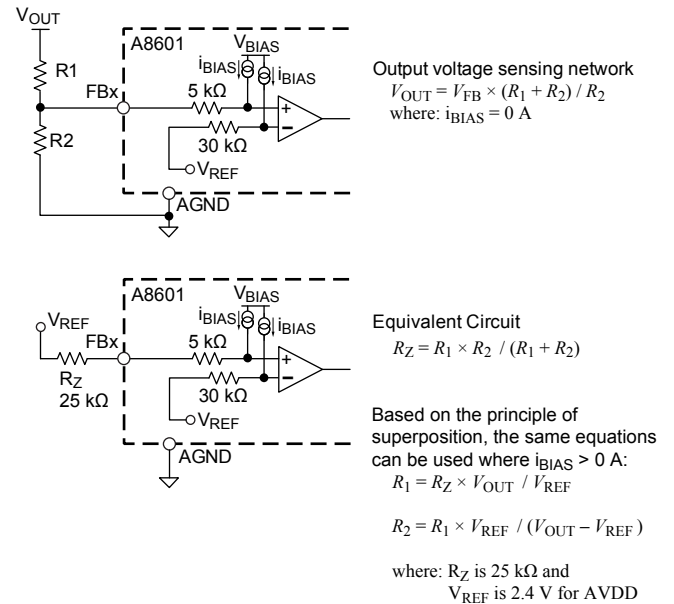 VOUT
A8601
VBIAS
iBIAS
iBIAS
R1
FBx
5 kΩ
+
−
R2
30 kΩ
VREF
AGND
Output voltage sensing network
VOUT = VFB × (R1 + R2) / R2
where: iBIAS = 0 A
A8601
VBIAS
iBIAS
iBIAS
VREF
FBx
5 kΩ
+
−
RZ
25 kΩ
30 kΩ
VREF
AGND
Equivalent Circuit
RZ = R1 × R2 / (R1 + R2)
Based on the principle of
superposition, the same equations
can be used where iBIAS > 0 A:
R1 = RZ × VOUT / VREF
R2 = R1 × VREF / (VOUT − VREF )
where: RZ is 25 kΩ and
VREF is 2.4 V for AVDD